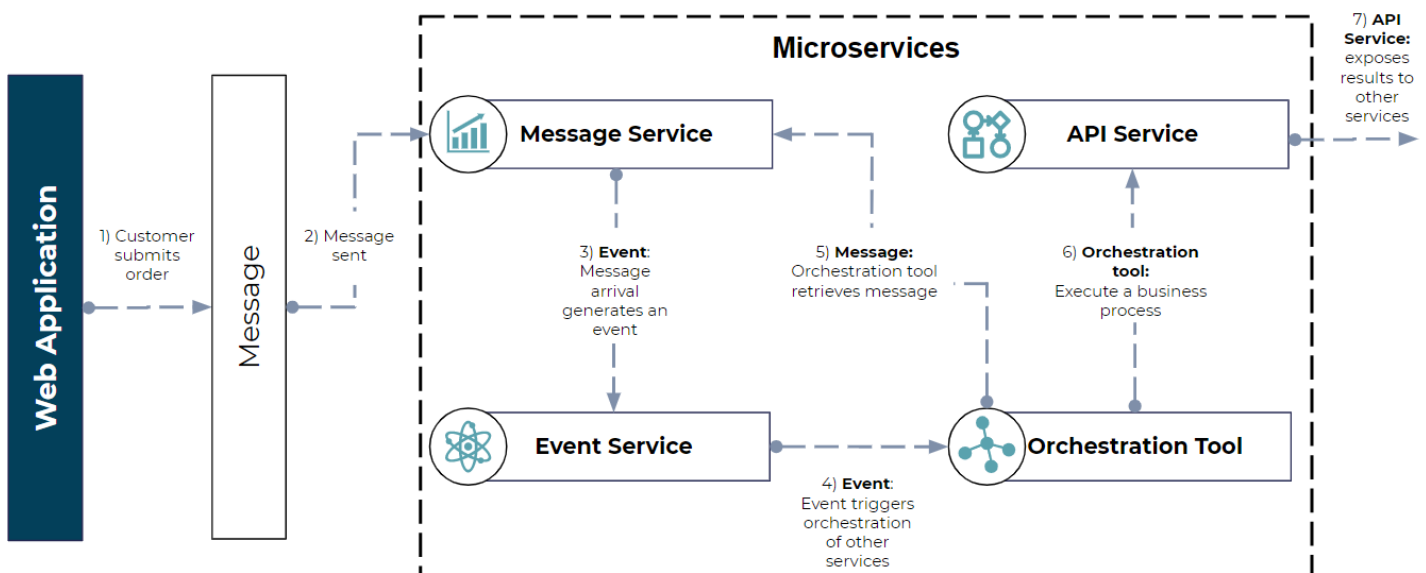 Microservices
Web Application
1) Customer
submits
order
Message
2) Message
sent
Message Service
3) Event:
Message
arrival
generates an
event
Event Service
4) Event:
Event triggers
orchestration
of other
services
Orchestration Tool
5) Message:
Orchestration tool
retrieves message
6) Orchestration
tool:
Execute a business
process
API Service
7) API
Service:
exposes
results to
other
services